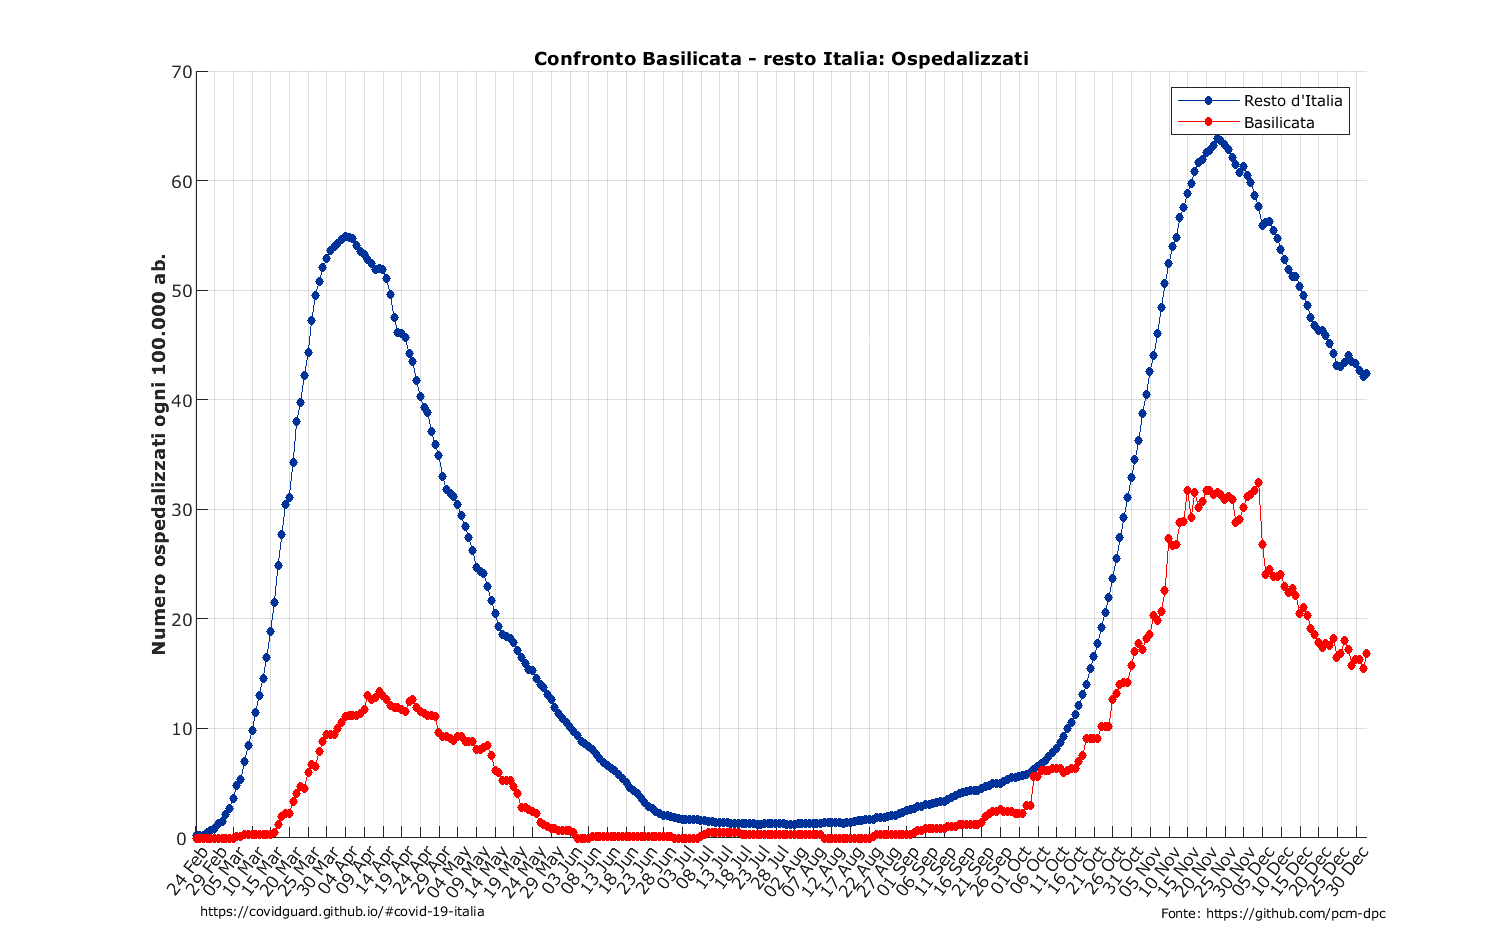 Confronto Basilicata - resto Italia: Ospedalizzati
Numero ospedalizzati ogni 100.000 ab.
70
60
50
40
30
20
10
0
Resto d'Italia
Basilicata
24 Feb
29 Feb
05 Mar
10 Mar
15 Mar
20 Mar
25 Mar
30 Mar
04 Apr
09 Apr
14 Apr
19 Apr
24 Apr
29 Apr
04 May
09 May
14 May
19 May
24 May
29 May
03 Jun
08 Jun
13 Jun
18 Jun
23 Jun
28 Jun
03 Jul
08 Jul
13 Jul
18 Jul
23 Jul
28 Jul
02 Aug
07 Aug
12 Aug
17 Aug
22 Aug
27 Aug
01 Sep
06 Sep
11 Sep
16 Sep
21 Sep
26 Sep
01 Oct
06 Oct
11 Oct
16 Oct
21 Oct
26 Oct
31 Oct
05 Nov
10 Nov
15 Nov
20 Nov
25 Nov
30 Nov
05 Dec
10 Dec
15 Dec
20 Dec
25 Dec
30 Dec
https://covidguard.github.io/#covid-19-italia
Fonte: https://github.com/pcm-dpc